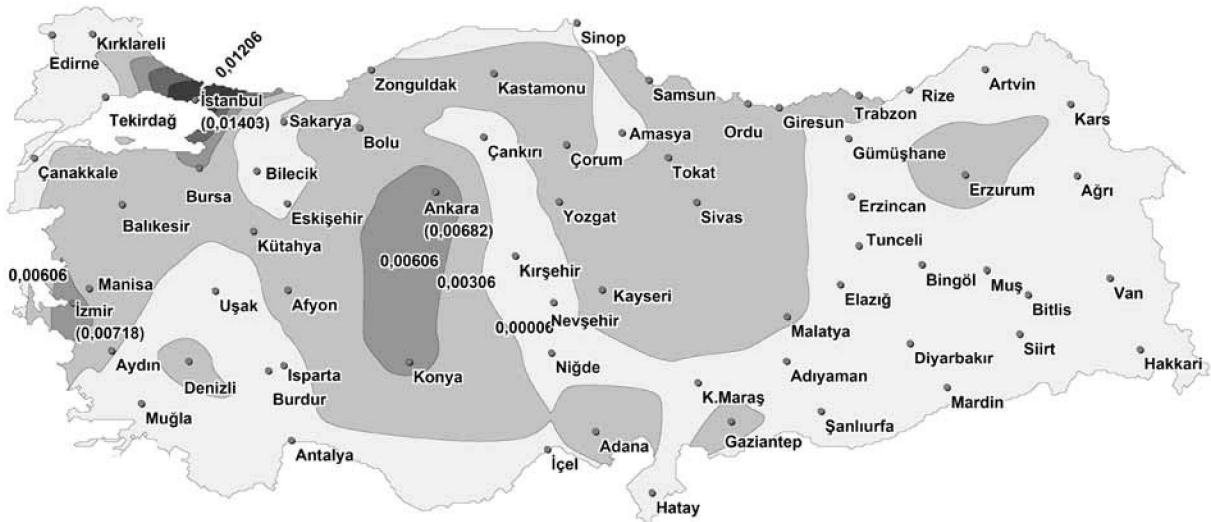 Kırklareli
Edirne
0,01206
Sinop
İstanbul
(0,01403)
Tekirdağ
Sakarya
Zonguldak
Kastamonu
Samsun
Ordu
Giresun
Trabzon
Rize
Artvin
Kars
Çanakkale
Bursa
Bilecik
Bolu
Çankırı
Çorum
Amasya
Tokat
Gümüşhane
Erzurum
Ağrı
Balıkesir
Eskişehir
Kütahya
Ankara
(0,00682)
Yozgat
Sivas
Erzincan
Tunceli
0,00606
Manisa
İzmir
(0,00718)
Uşak
Afyon
0,00606
0,00306
Kırşehir
Kayseri
Nevşehir
0,00006
Elazığ
Bingöl
Muş
Bitlis
Van
Malatya
Aydın
Denizli
Isparta
Burdur
Konya
Niğde
Adıyaman
Diyarbakır
Siirt
Hakkari
Muğla
Antalya
İçel
Adana
K.Maraş
Gaziantep
Şanlıurfa
Mardin
Hatay